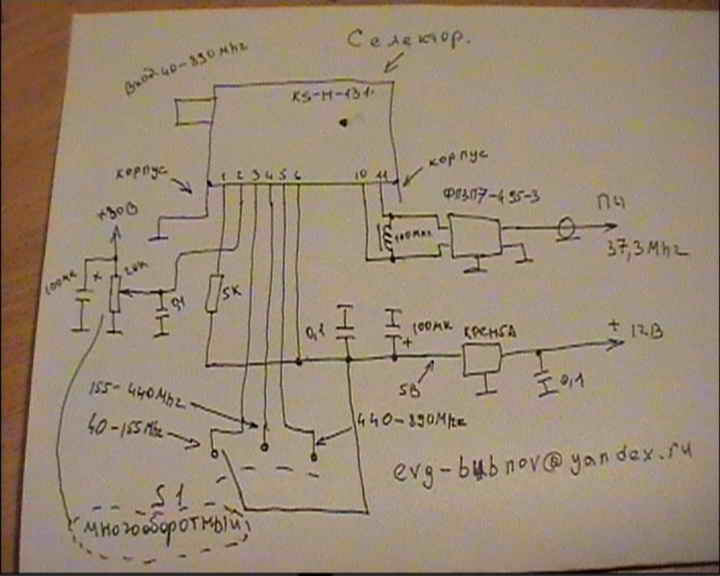 Селектор.
Вход 40-890 Mhz
KS-H-131
корпус
1 2 3 4 5 6 10 11
корпус
ФПЗП7-495-3
ПЧ
37,3 Mhz
+30В
100мк
20к
0,1
5К
100мкг
0,1
100мк
+
КРЕН5А
+ 12В
5В
0,1
155-440Mhz
40-155Mhz
440-890Mhz
evg-bubnov@yandex.ru
S1
многооборотный